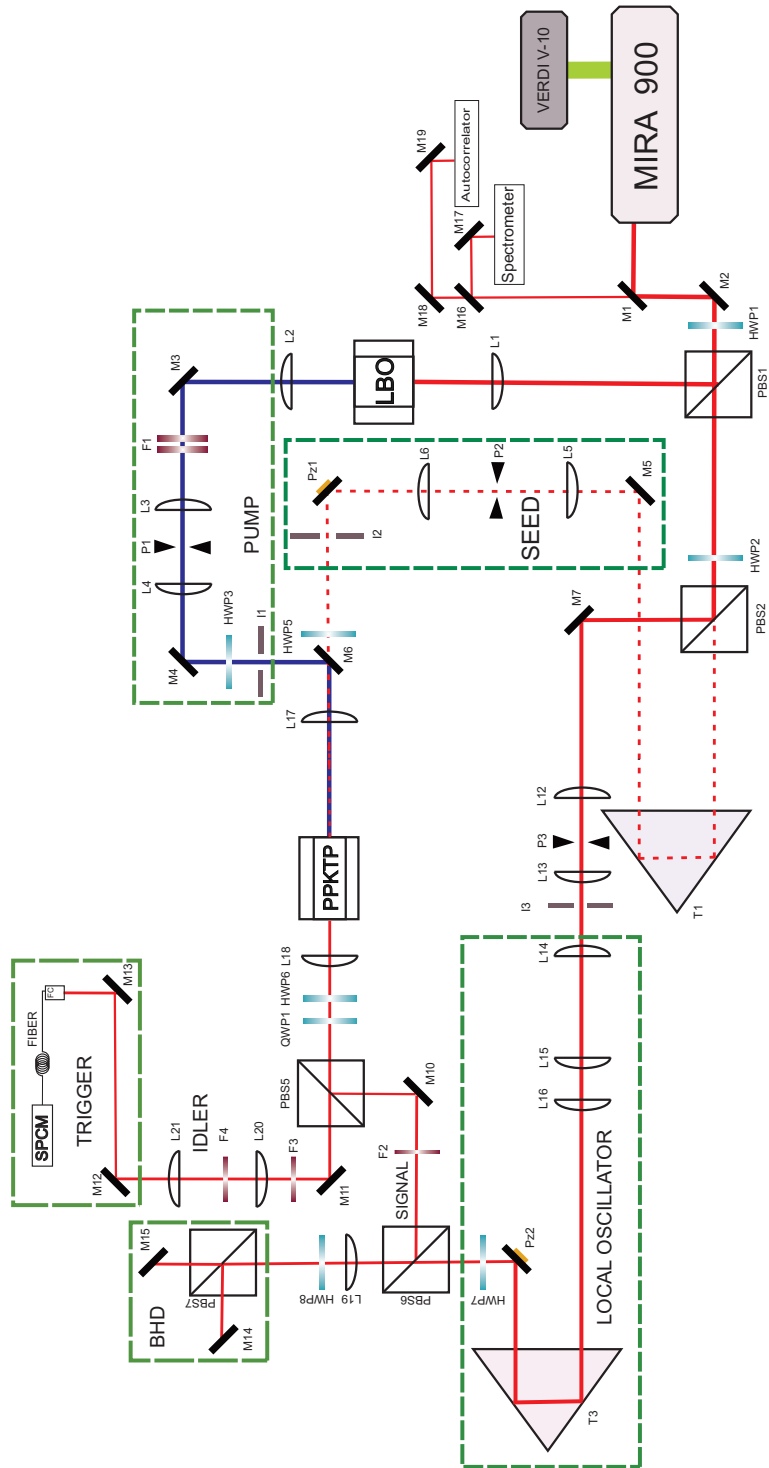 VERDI V-10
MIRA 900
M19
Autocorrelator
M17
Spectrometer
M18
M16
M1
M2
HWP1
PBS1
L1
LBO
L2
M3
F1
L3
P1
L4
PUMP
M4
HWP3
I1
HWP5
M6
Pz1
I2
L6
P2
L5
SEED
M5
HWP2
PBS2
M7
T1
L12
P3
L13
I3
L14
L15
L16
LOCAL OSCILLATOR
T3
Pz2
HWP7
L17
PPKTP
L18
HWP6
QWP1
PBS5
M10
F2
SIGNAL
PBS6
L19
HWP8
PBS7
M15
M14
BHD
M11
F3
L20
F4
L21
IDLER
M12
M13
FC
FIBER
SPCM
TRIGGER